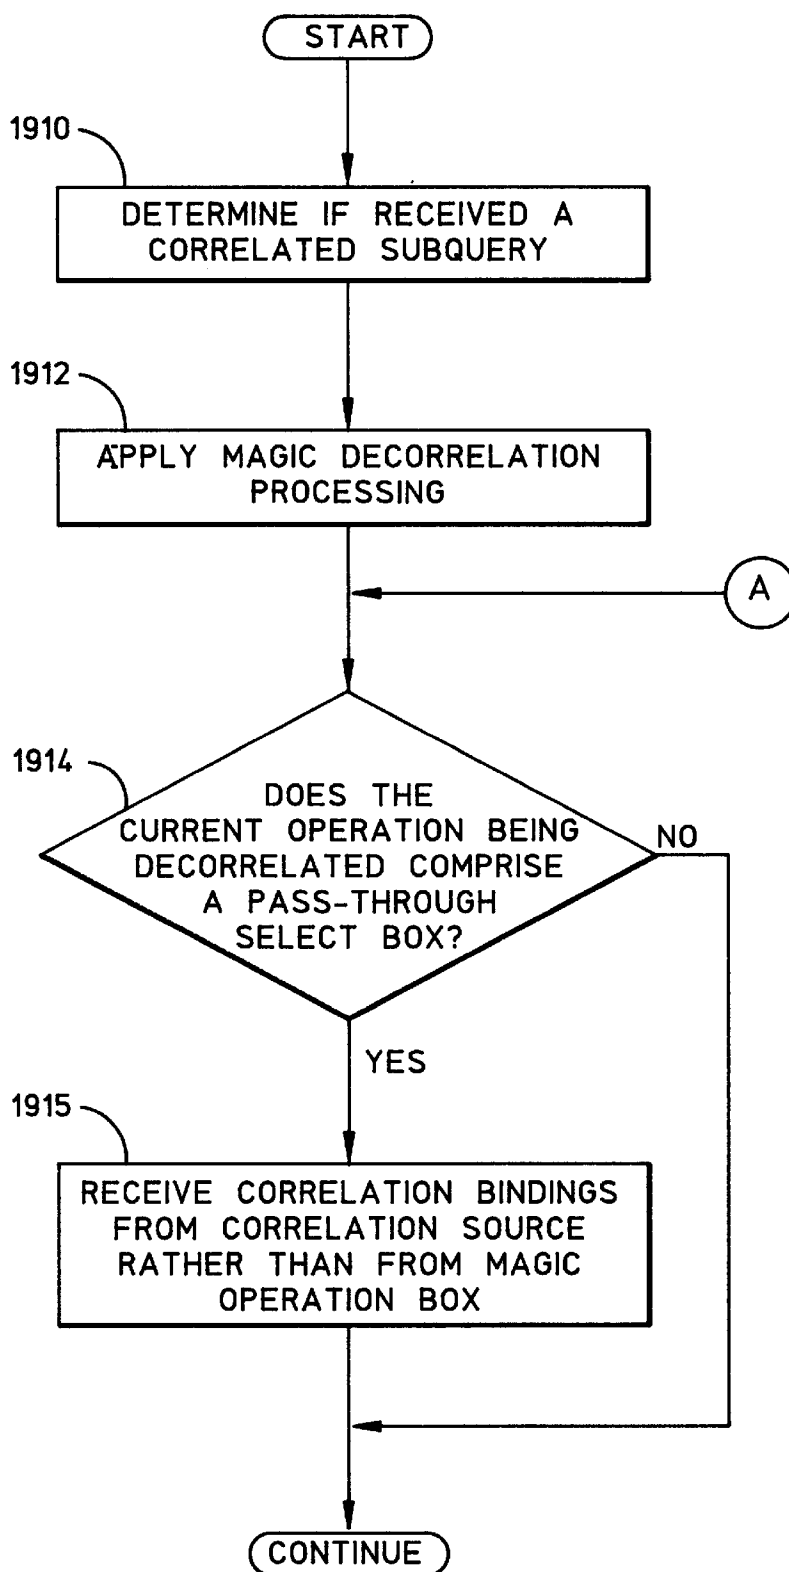 START
1910
DETERMINE IF RECEIVED A
CORRELATED SUBQUERY
1912
APPLY MAGIC DECORRELATION
PROCESSING
A
1914
DOES THE
CURRENT OPERATION BEING
DECORRELATED COMPRISE
A PASS-THROUGH
SELECT BOX?
NO
YES
1915
RECEIVE CORRELATION BINDINGS
FROM CORRELATION SOURCE
RATHER THAN FROM MAGIC
OPERATION BOX
CONTINUE